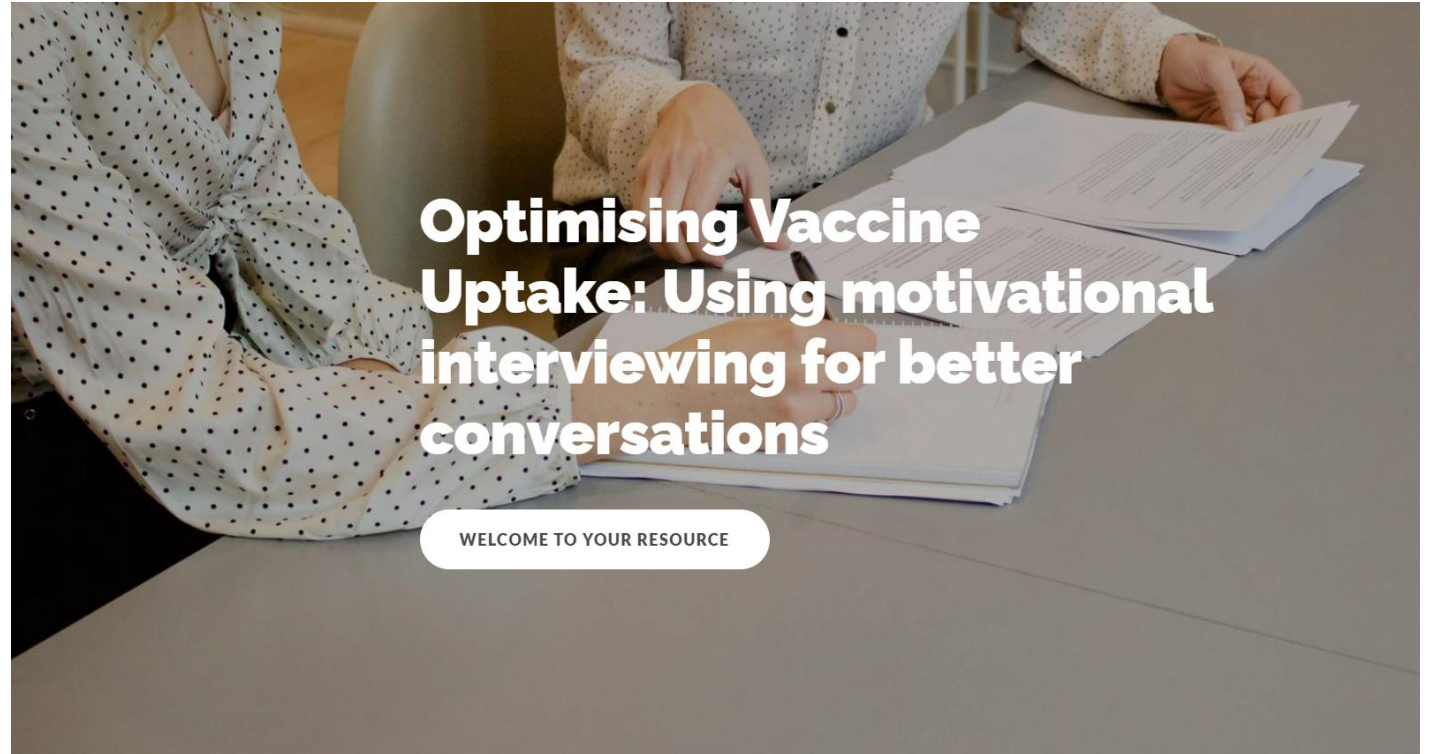 Optimising Vaccine
Uptake: Using motivational
interviewing for better
conversations
WELCOME TO YOUR RESOURCE